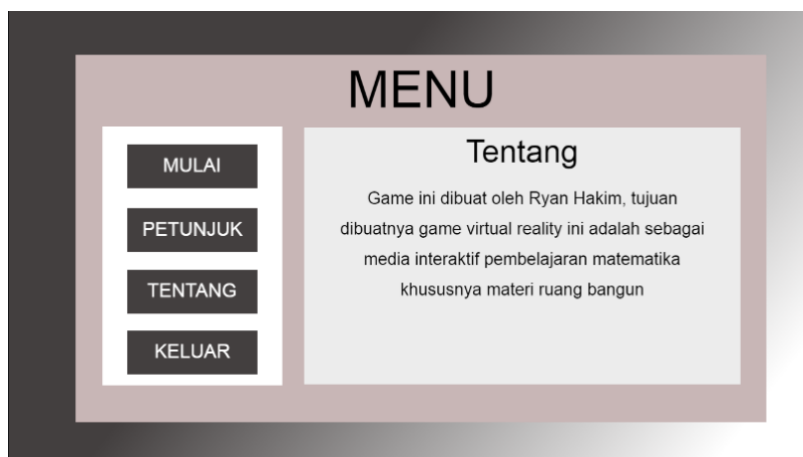 MENU
MULAI
PETUNJUK
TENTANG
KELUAR
Tentang
Game ini dibuat oleh Ryan Hakim, tujuan
dibuatnya game virtual reality ini adalah sebagai
media interaktif pembelajaran matematika
khususnya materi ruang bangun